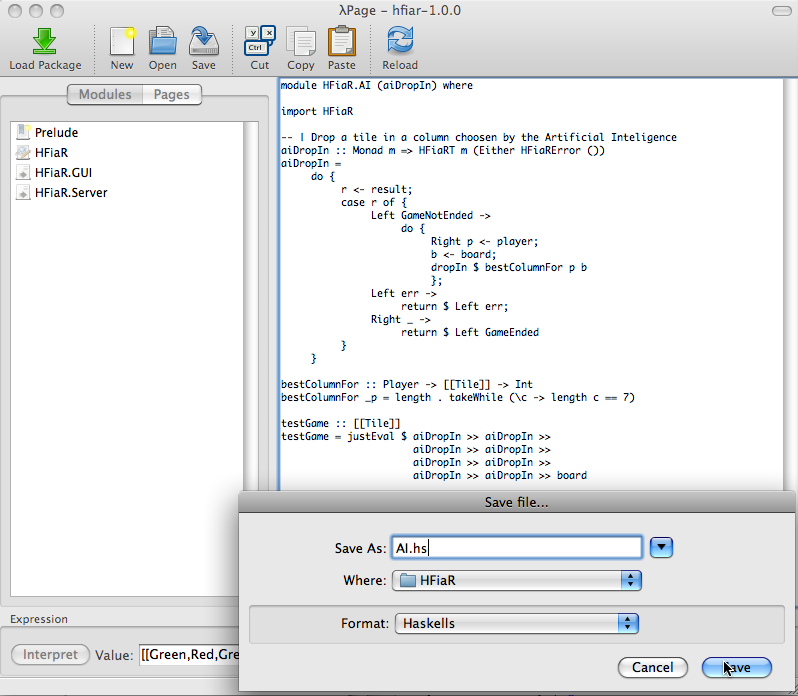 λPage - hfiar-1.0.0
Load Package New Open Save Cut Copy Paste Reload
Y X
Ctrl
Modules Pages
Prelude
HFiaR
HFiaR.GUI
HFiaR.Server
module HFiaR.AI (aiDropIn) where
import HFiaR
-- | Drop a tile in a column choosen by the Artificial Inteligence
aiDropIn :: Monad m => HFiaRT m (Either HFiaRError ())
aiDropIn =
do {
r <- result;
case r of {
Left GameNotEnded ->
do {
Right p <- player;
b <- board;
dropIn $ bestColumnFor p b
};
Left err ->
return $ Left err;
Right _ ->
return $ Left GameEnded
}
}
bestColumnFor :: Player -> [[Tile]] -> Int
bestColumnFor _p = length . takeWhile (\c -> length c == 7)
testGame :: [[Tile]]
testGame = justEval $ aiDropIn >> aiDropIn >>
aiDropIn >> aiDropIn >>
aiDropIn >> aiDropIn >>
aiDropIn >> aiDropIn >> board
Save file...
Save As: AI.hs
Where: HFiaR
Format: Haskells
Cancel Save
Expression
Interpret Value: [[Green,Red,Gre